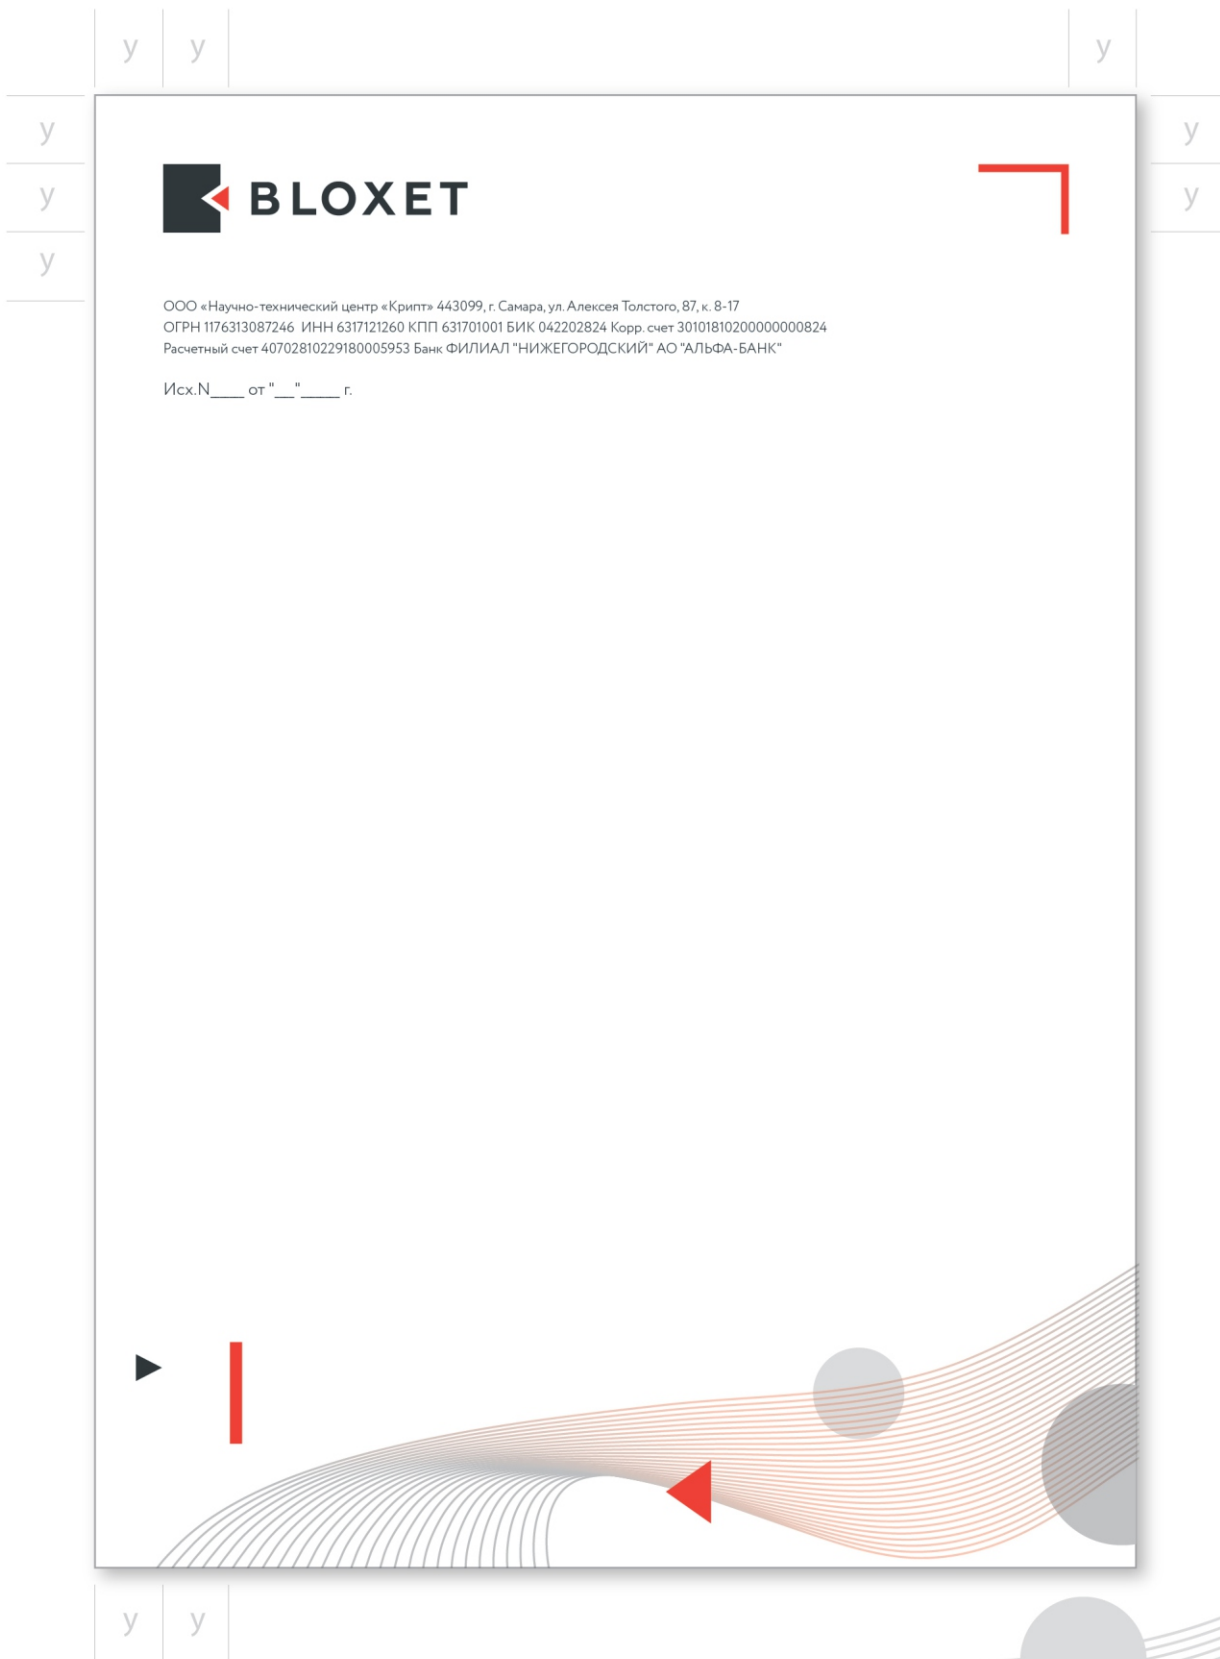 y y y
y y
BLOXET
y y
y
ООО «Научно-технический центр «Крипт» 443099, г. Самара, ул. Алексея Толстого, 87, к. 8-17
ОГРН 1176313087246 ИНН 6317121260 КПП 631701001 БИК 042202824 Корр. счет 30101810200000000824
Расчетный счет 40702810229180005953 Банк ФИЛИАЛ "НИЖЕГОРОДСКИЙ" АО "АЛЬФА-БАНК"
Исх.N____ от "__"____ г.
y y